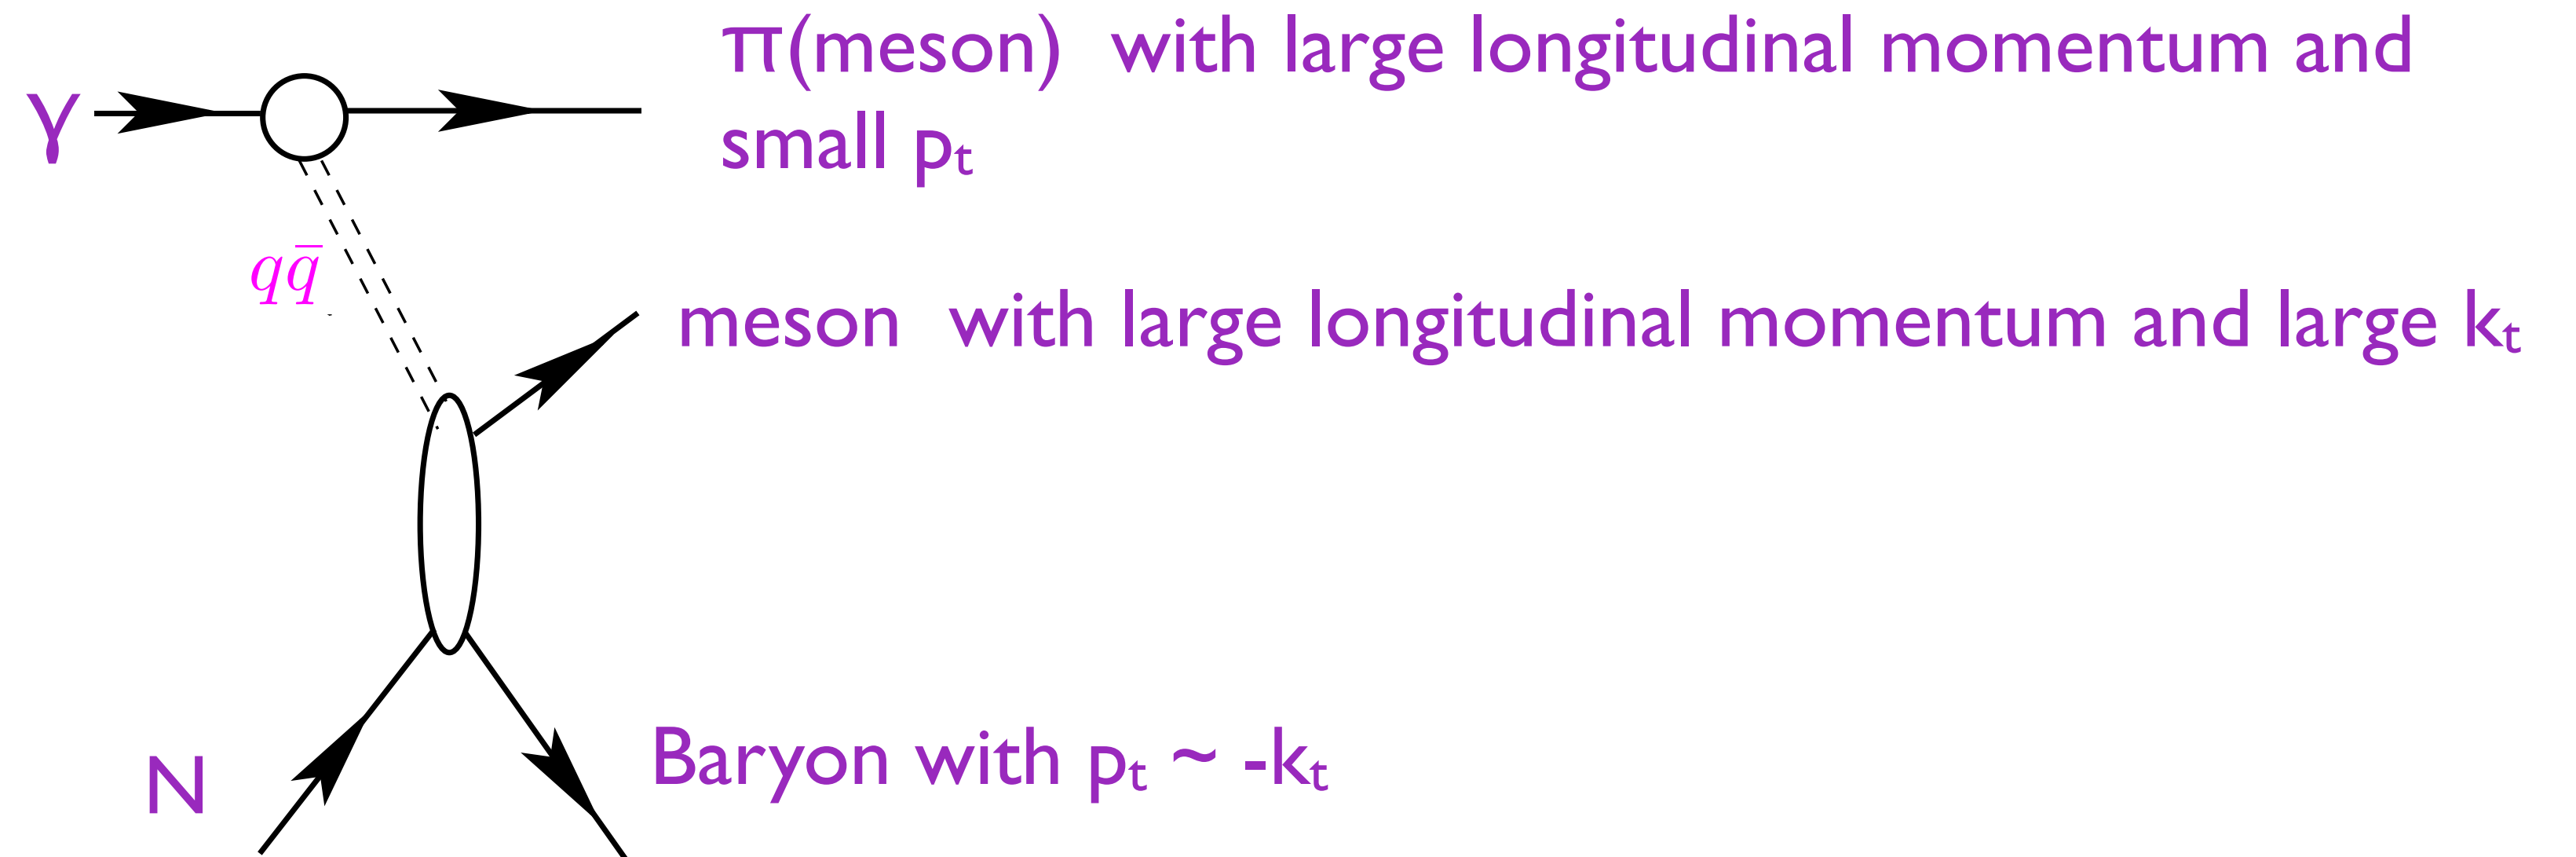 π(meson) with large longitudinal momentum and
small pₜ
γ
qq̄
meson with large longitudinal momentum and large kₜ
Baryon with pₜ ~ -kₜ
N